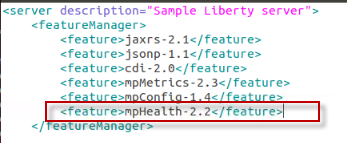 <server description="Sample Liberty server">
<featureManager>
<feature>jaxrs-2.1</feature>
<feature>jsonp-1.1</feature>
<feature>cdi-2.0</feature>
<feature>mpMetrics-2.3</feature>
<feature>mpConfig-1.4</feature>
<feature>mpHealth-2.2</feature>
</featureManager>